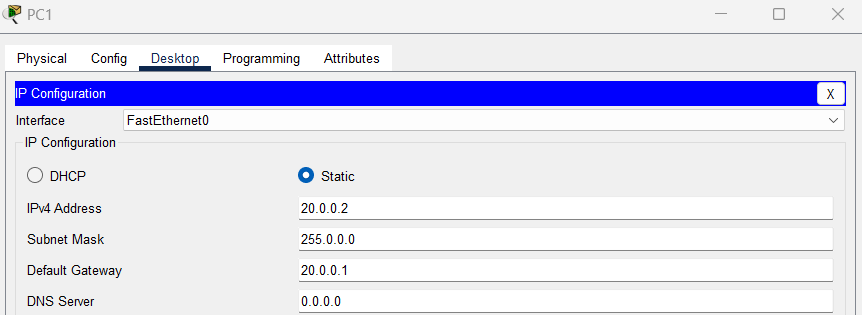 PC1
Physical Config Desktop Programming Attributes
IP Configuration X
Interface FastEthernet0
IP Configuration
DHCP Static
IPv4 Address 20.0.0.2
Subnet Mask 255.0.0.0
Default Gateway 20.0.0.1
DNS Server 0.0.0.0